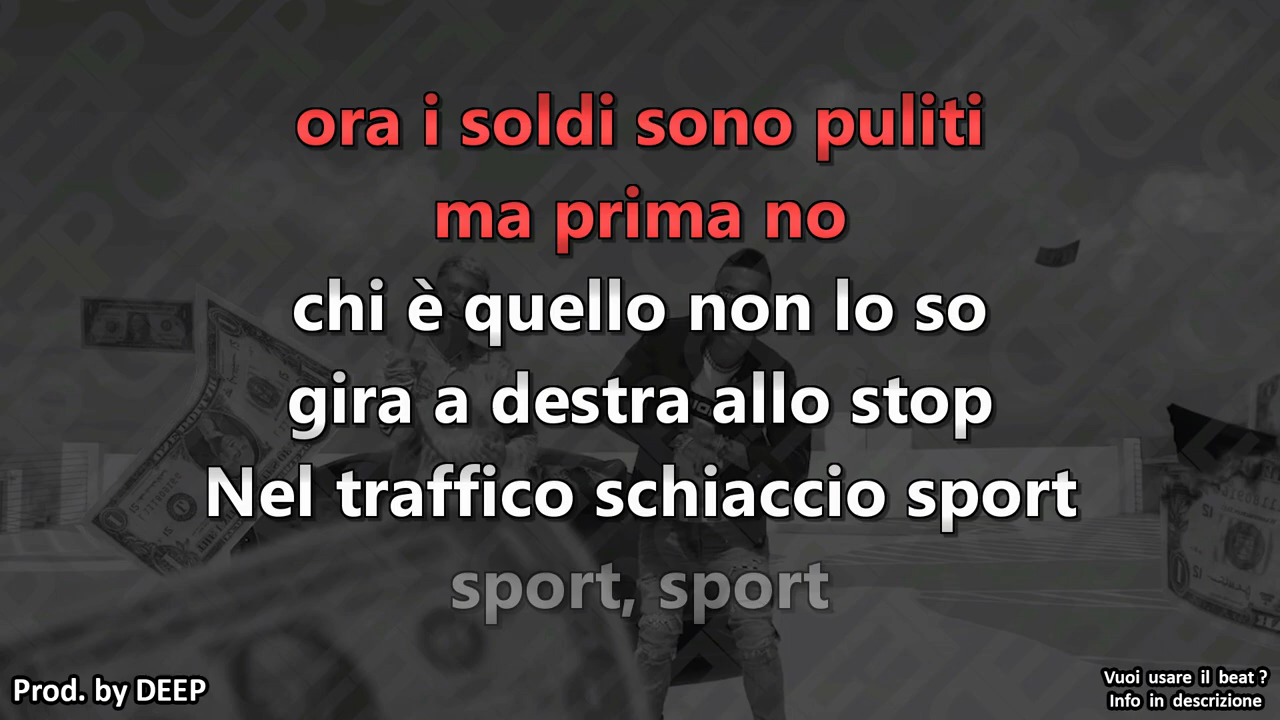 ora i soldi sono puliti
ma prima no
chi è quello non lo so
gira a destra allo stop
Nel traffico schiaccio sport
sport, sport
Prod. by DEEP
Vuoi usare il beat ?
Info in descrizione